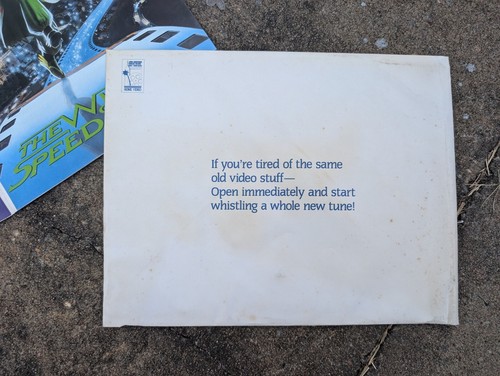 THE W
SPEED
If you're tired of the same
old video stuff—
Open immediately and start
whistling a whole new tune!